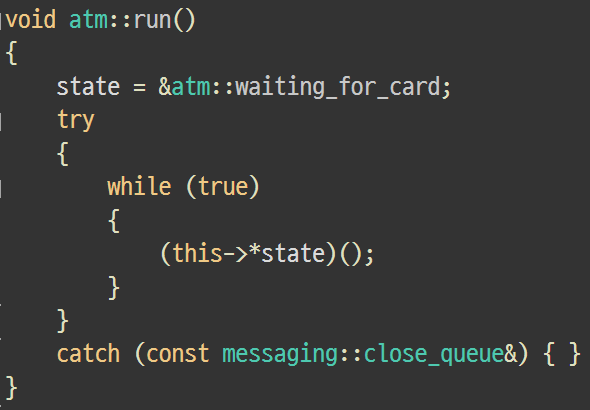 void atm::run()
{
    state = &atm::waiting_for_card;
    try
    {
        while (true)
        {
            (this->*state)();
        }
    }
    catch (const messaging::close_queue&) { }
}